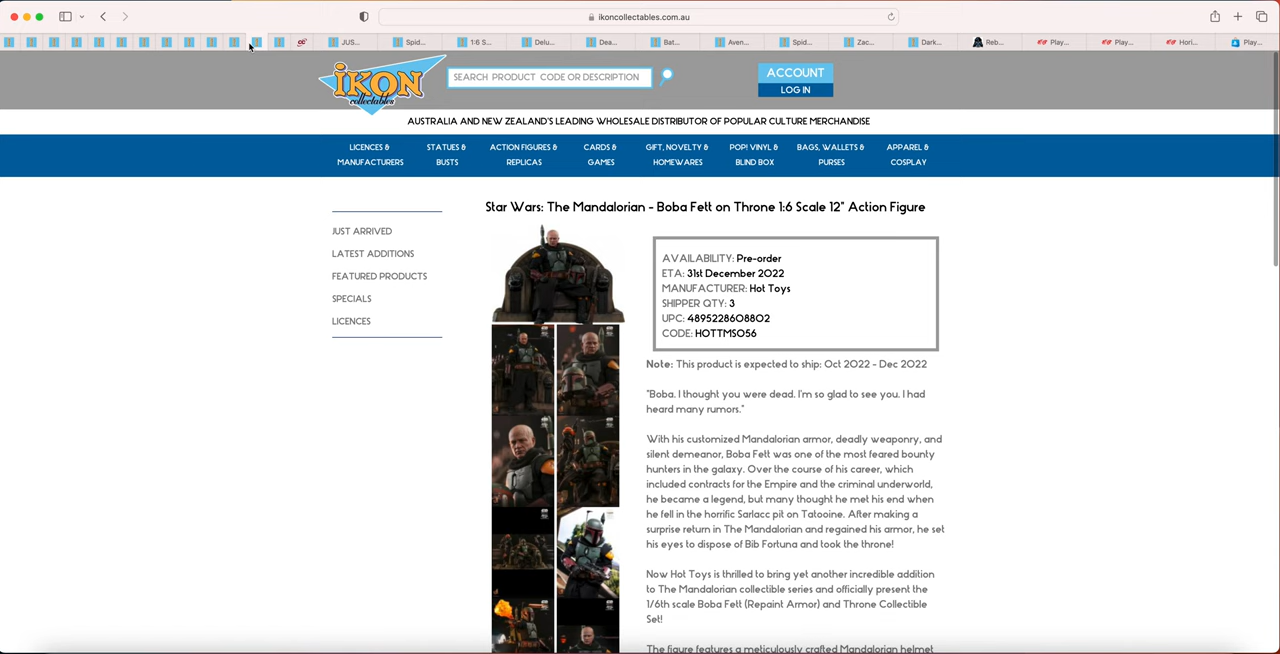 ikoncollectables.com.au
JUS...
Spid...
1:6 S...
Delu...
Dea...
Bat...
Aven...
Spid...
Zac...
Dark...
Reb...
Play...
Play...
Hori...
Play...
IKON
collectables
SEARCH PRODUCT CODE OR DESCRIPTION
ACCOUNT
LOG IN
AUSTRALIA AND NEW ZEALAND'S LEADING WHOLESALE DISTRIBUTOR OF POPULAR CULTURE MERCHANDISE
LICENCES &
MANUFACTURERS
STATUES &
BUSTS
ACTION FIGURES &
REPLICAS
CARDS &
GAMES
GIFT, NOVELTY &
HOMEWARES
POP! VINYL &
BLIND BOX
BAGS, WALLETS &
PURSES
APPAREL &
COSPLAY
JUST ARRIVED
LATEST ADDITIONS
FEATURED PRODUCTS
SPECIALS
LICENCES
Star Wars: The Mandalorian - Boba Fett on Throne 1:6 Scale 12" Action Figure
AVAILABILITY: Pre-order
ETA: 31st December 2022
MANUFACTURER: Hot Toys
SHIPPER QTY: 3
UPC: 4895228608802
CODE: HOTTMS056
Note: This product is expected to ship: Oct 2022 - Dec 2022
"Boba. I thought you were dead. I'm so glad to see you. I had
heard many rumors."
With his customized Mandalorian armor, deadly weaponry, and
silent demeanor, Boba Fett was one of the most feared bounty
hunters in the galaxy. Over the course of his career, which
included contracts for the Empire and the criminal underworld,
he became a legend, but many thought he met his end when
he fell in the horrific Sarlacc pit on Tatooine. After making a
surprise return in The Mandalorian and regained his armor, he set
his eyes to dispose of Bib Fortuna and took the throne!
Now Hot Toys is thrilled to bring yet another incredible addition
to The Mandalorian collectible series and officially present the
1/6th scale Boba Fett (Repaint Armor) and Throne Collectible
Set!
The figure features a meticulously crafted Mandalorian helmet